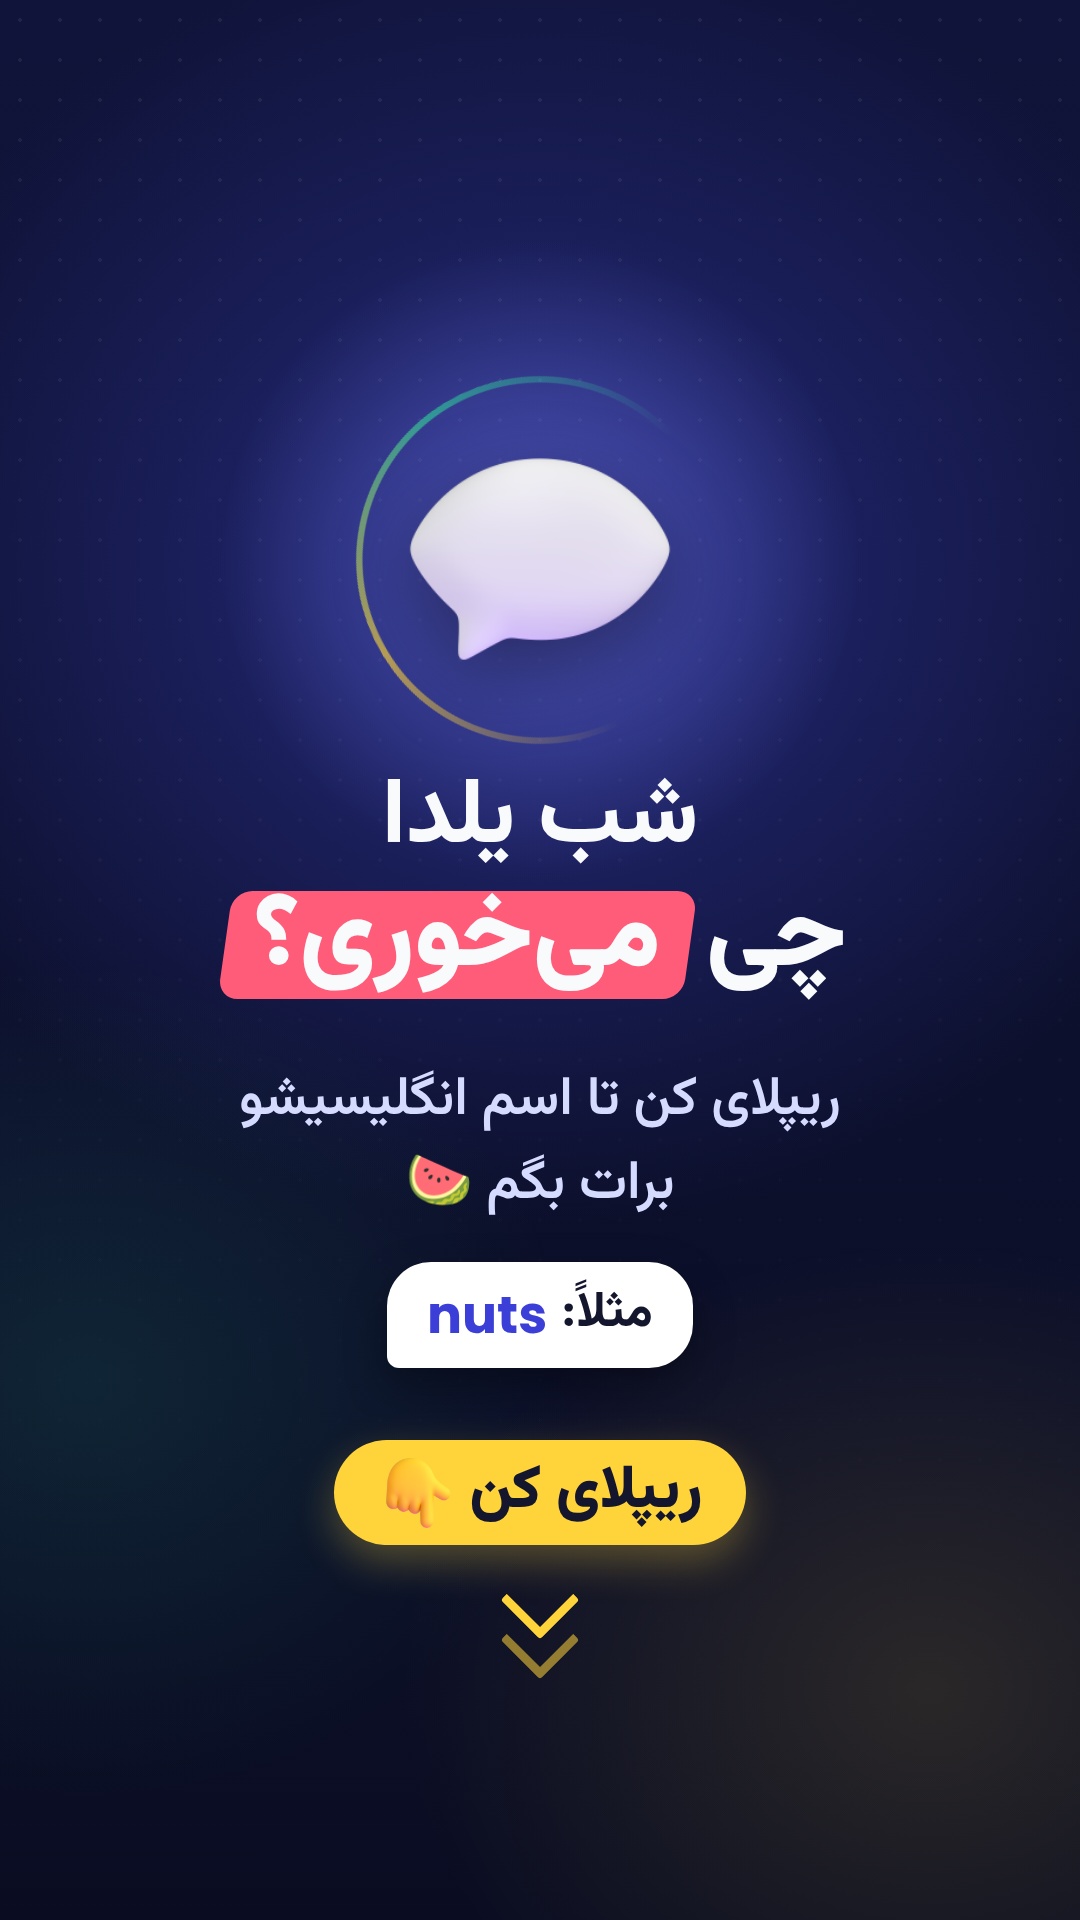 شب یلدا
چی می‌خوری؟
ریپلای کن تا اسم انگلیسیشو
برات بگم 🍉
مثلاً: nuts
ریپلای کن 👇